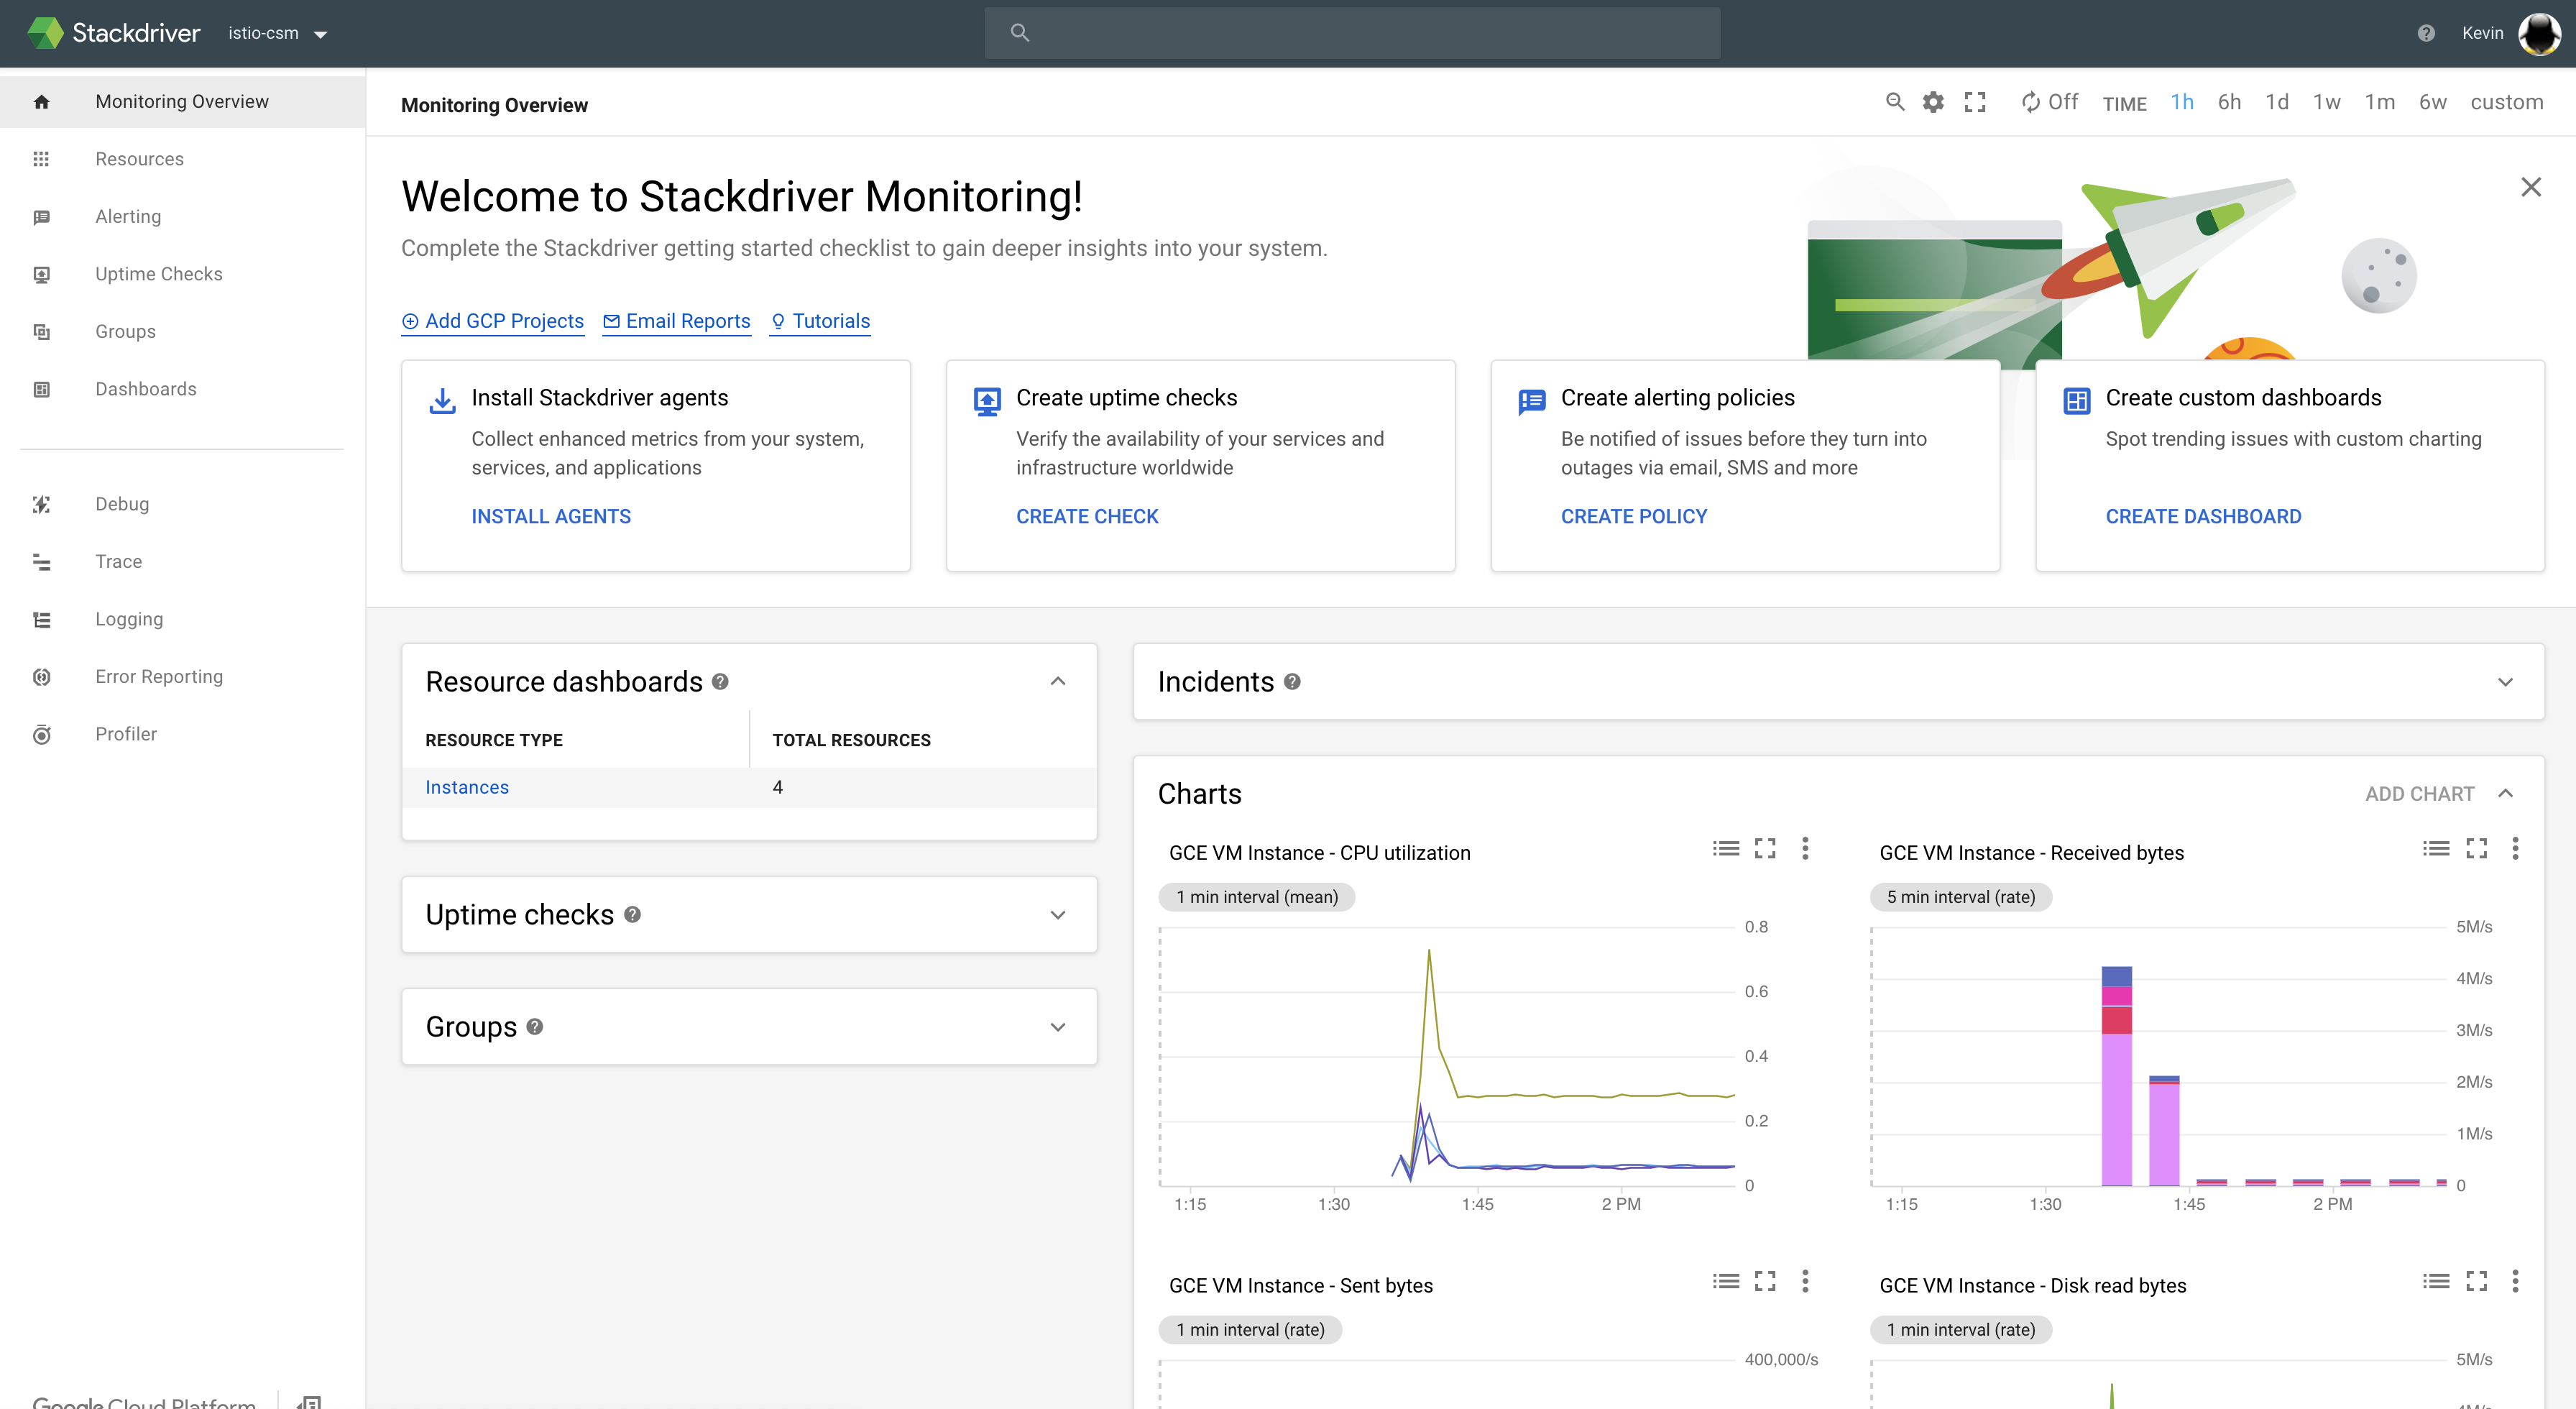 Stackdriver
istio-csm
Kevin
Monitoring Overview
Resources
Alerting
Uptime Checks
Groups
Dashboards
Debug
Trace
Logging
Error Reporting
Profiler
Google Cloud Platform
Monitoring Overview
Off TIME 1h 6h 1d 1w 1m 6w custom
Welcome to Stackdriver Monitoring!
Complete the Stackdriver getting started checklist to gain deeper insights into your system.
Add GCP Projects Email Reports Tutorials
Install Stackdriver agents
Collect enhanced metrics from your system,
services, and applications
INSTALL AGENTS
Create uptime checks
Verify the availability of your services and
infrastructure worldwide
CREATE CHECK
Create alerting policies
Be notified of issues before they turn into
outages via email, SMS and more
CREATE POLICY
Create custom dashboards
Spot trending issues with custom charting
CREATE DASHBOARD
Resource dashboards
RESOURCE TYPE TOTAL RESOURCES
Instances 4
Uptime checks
Groups
Incidents
Charts
ADD CHART
GCE VM Instance - CPU utilization
1 min interval (mean)
0.8
0.6
0.4
0.2
0
1:15 1:30 1:45 2 PM
GCE VM Instance - Received bytes
5 min interval (rate)
5M/s
4M/s
3M/s
2M/s
1M/s
0
1:15 1:30 1:45 2 PM
GCE VM Instance - Sent bytes
1 min interval (rate)
400,000/s
GCE VM Instance - Disk read bytes
1 min interval (rate)
5M/s
4M/s